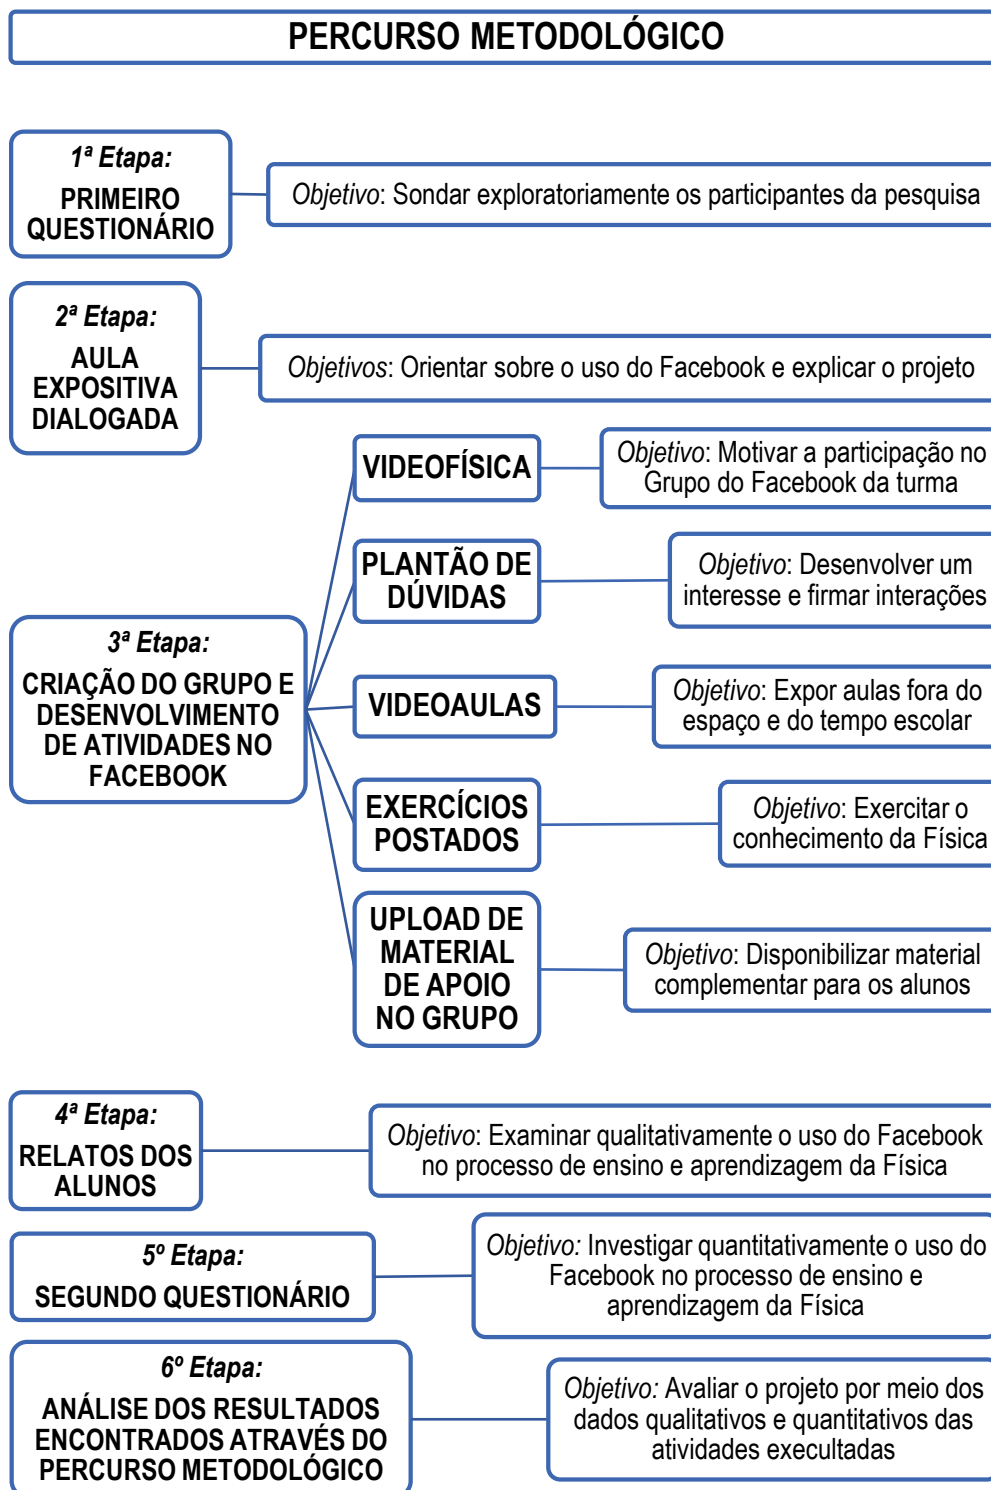 PERCURSO METODOLÓGICO
1ª Etapa:
PRIMEIRO
QUESTIONÁRIO
Objetivo: Sondar exploratoriamente os participantes da pesquisa
2ª Etapa:
AULA
EXPOSITIVA
DIALOGADA
Objetivos: Orientar sobre o uso do Facebook e explicar o projeto
3ª Etapa:
CRIAÇÃO DO GRUPO E
DESENVOLVIMENTO
DE ATIVIDADES NO
FACEBOOK
VIDEOFÍSICA
Objetivo: Motivar a participação no
Grupo do Facebook da turma
PLANTÃO DE
DÚVIDAS
Objetivo: Desenvolver um
interesse e firmar interações
VIDEOAULAS
Objetivo: Expor aulas fora do
espaço e do tempo escolar
EXERCÍCIOS
POSTADOS
Objetivo: Exercitar o
conhecimento da Física
UPLOAD DE
MATERIAL
DE APOIO
NO GRUPO
Objetivo: Disponibilizar material
complementar para os alunos
4ª Etapa:
RELATOS DOS
ALUNOS
Objetivo: Examinar qualitativamente o uso do Facebook
no processo de ensino e aprendizagem da Física
5º Etapa:
SEGUNDO QUESTIONÁRIO
Objetivo: Investigar quantitativamente o uso do
Facebook no processo de ensino e
aprendizagem da Física
6º Etapa:
ANÁLISE DOS RESULTADOS
ENCONTRADOS ATRAVÉS DO
PERCURSO METODOLÓGICO
Objetivo: Avaliar o projeto por meio dos
dados qualitativos e quantitativos das
atividades execultadas